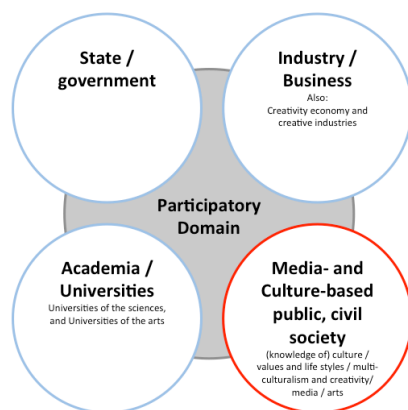 State /
government
Industry /
Business
Also:
Creativity economy and
creative industries
Participatory
Domain
Academia /
Universities
Universities of the sciences,
and Universities of the arts
Media- and
Culture-based
public, civil
society
(knowledge of) culture /
values and life styles / multi-
culturalism and creativity/
media / arts